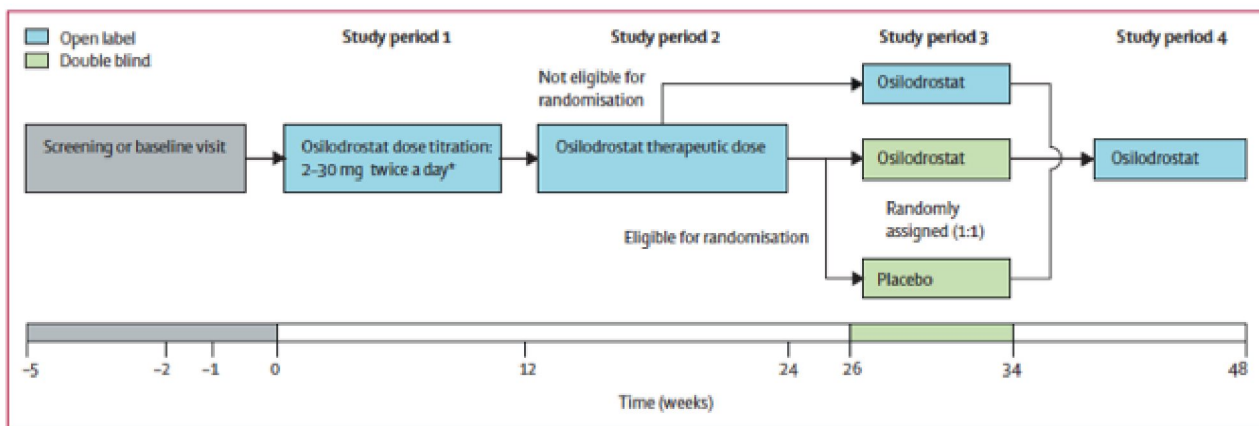 Open label
Double blind
Study period 1
Study period 2
Study period 3
Study period 4
Not eligible for
randomisation
Osilodrostat
Screening or baseline visit
Osilodrostat dose titration:
2–30 mg twice a day*
Osilodrostat therapeutic dose
Osilodrostat
Osilodrostat
Eligible for randomisation
Randomly
assigned (1:1)
Placebo
–5
–2
–1
0
12
24
26
34
48
Time (weeks)